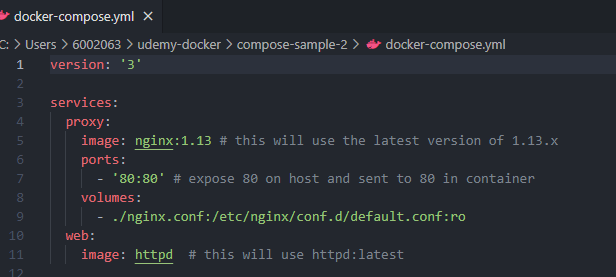 docker-compose.yml ×
C: > Users > 6002063 > udemy-docker > compose-sample-2 > docker-compose.yml
1 version: '3'
2
3 services:
4   proxy:
5     image: nginx:1.13 # this will use the latest version of 1.13.x
6     ports:
7       - '80:80' # expose 80 on host and sent to 80 in container
8     volumes:
9       - ./nginx.conf:/etc/nginx/conf.d/default.conf:ro
10   web:
11     image: httpd  # this will use httpd:latest
12